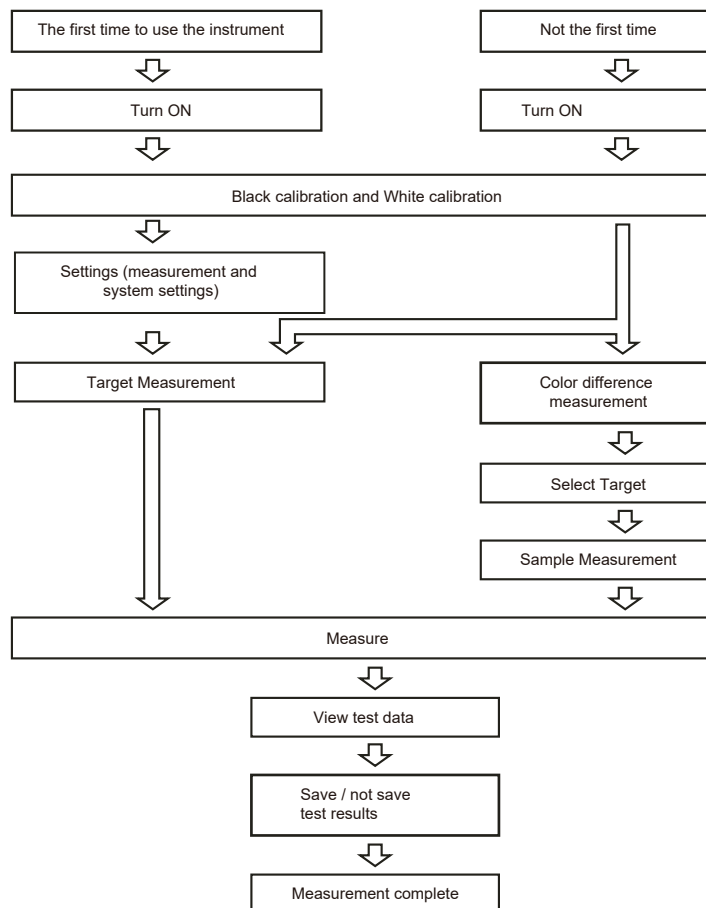 The first time to use the instrument
Not the first time
Turn ON
Turn ON
Black calibration and White calibration
Settings (measurement and
system settings)
Target Measurement
Color difference
measurement
Select Target
Sample Measurement
Measure
View test data
Save / not save
test results
Measurement complete